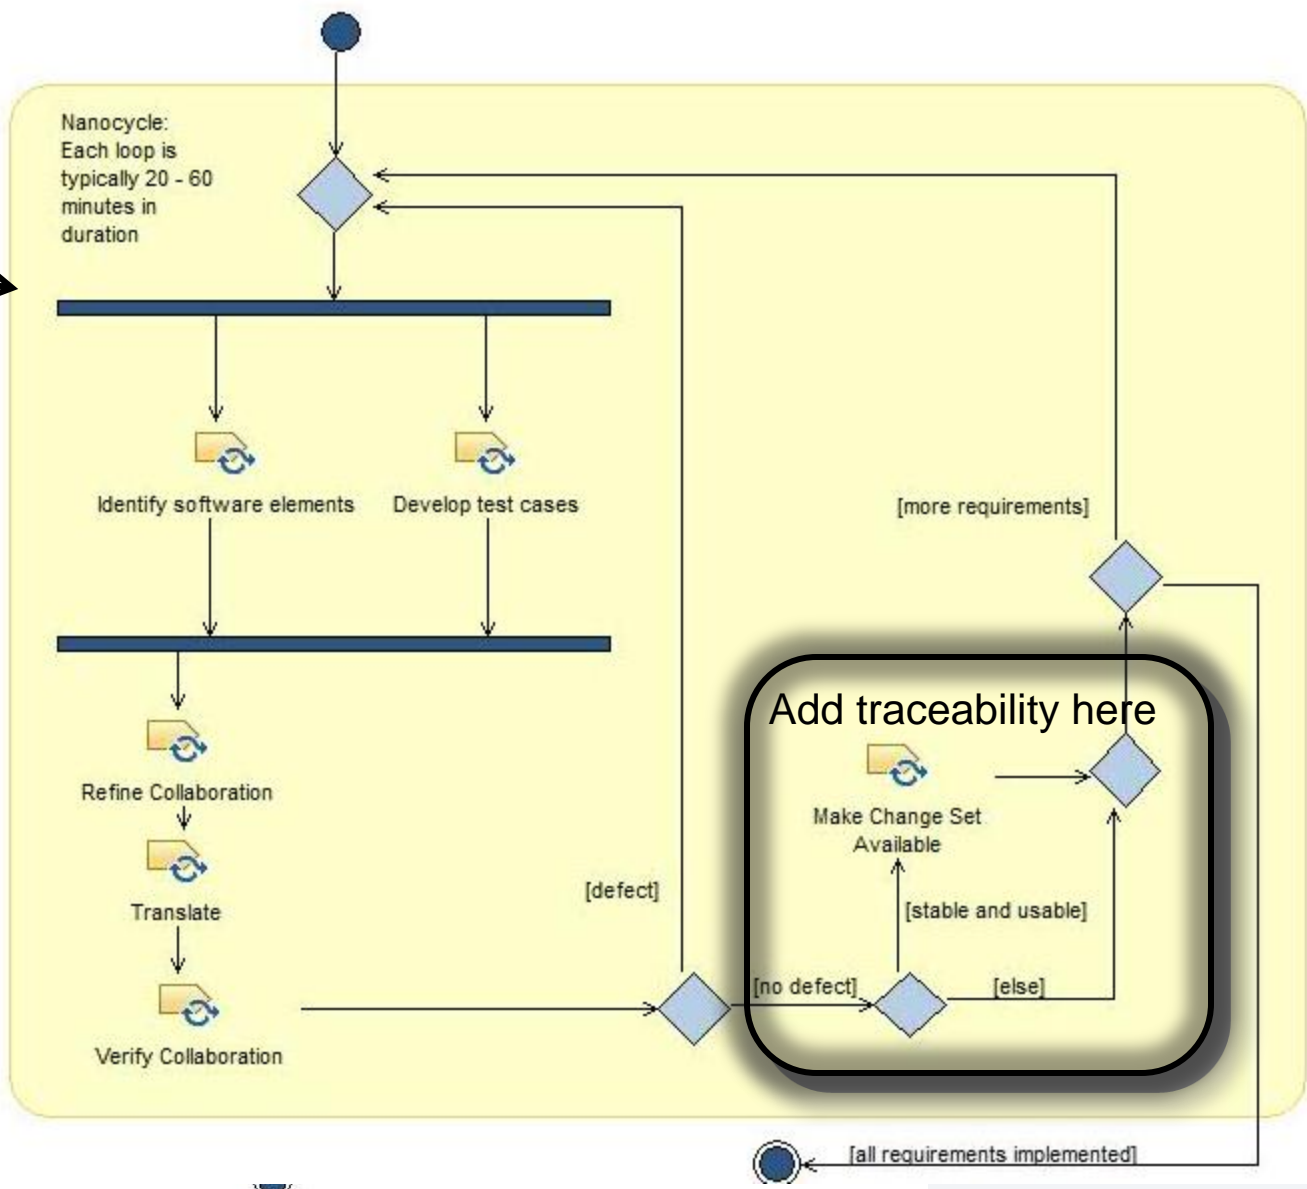 Nanocycle:
Each loop is
typically 20 - 60
minutes in
duration
Identify software elements
Develop test cases
[more requirements]
Add traceability here
Refine Collaboration
Make Change Set
Available
[defect]
Translate
[stable and usable]
[no defect]
[else]
Verify Collaboration
[all requirements implemented]